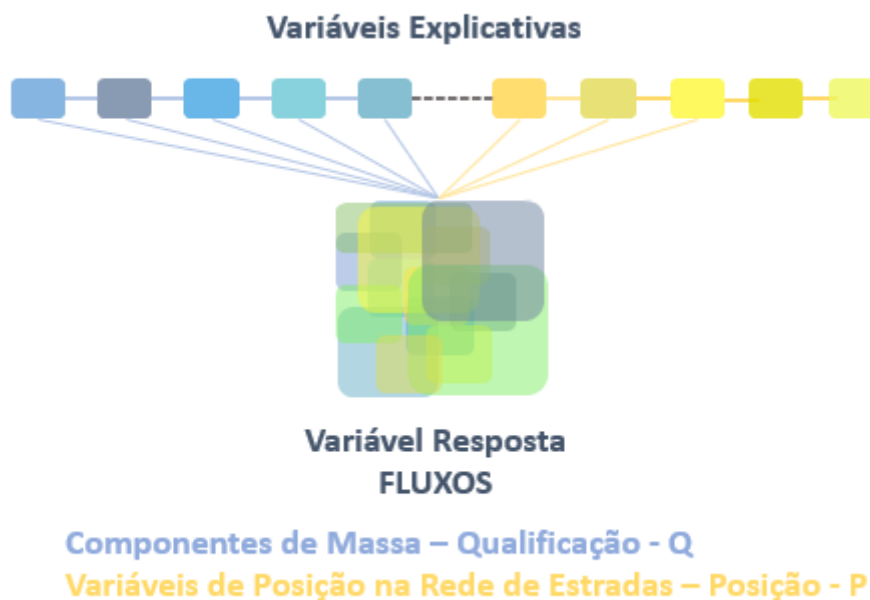 Variáveis Explicativas
Variável Resposta
FLUXOS
Componentes de Massa – Qualificação - Q
Variáveis de Posição na Rede de Estradas – Posição - P